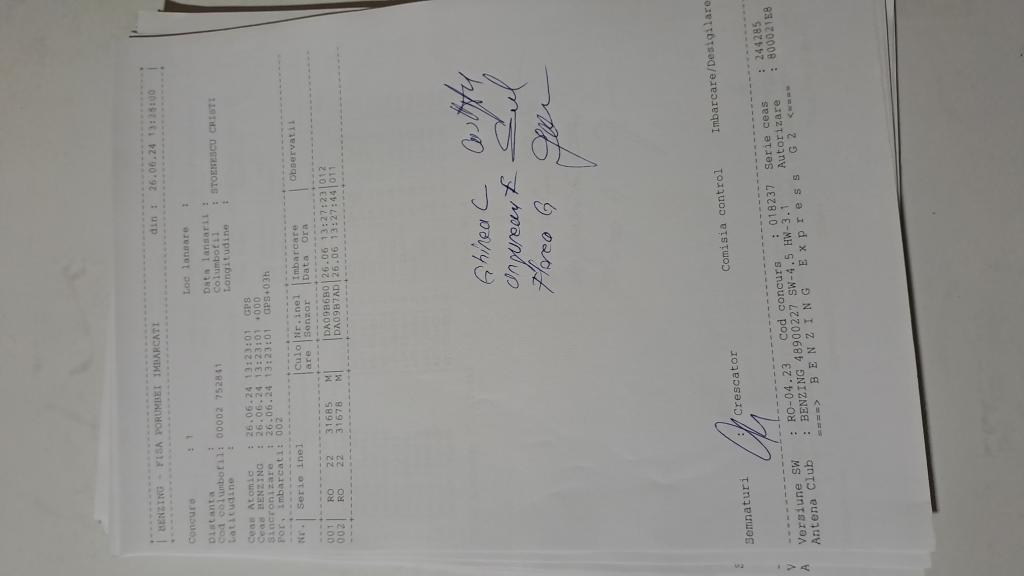 BENZING - FISA PORUMBEI IMBARCATI din : 26.06.24 13:28:00
Concurs : 1 Loc lansare :
Distanta : Data lansarii :
Cod columbofil: 00002 752841 Columbofil : STOENESCU CRISTI
Latitudine : Longitudine :
Ceas Atomic : 26.06.24 13:23:01 GPS
Ceas BENZING : 26.06.24 13:23:01 +000
Sincronizare : 26.06.24 13:23:01 GPS+03h
Por. imbarcati: 002
Nr.| Serie inel |Culo|Nr.inel |Imbarcare |Observatii
are |Senzor |Data Ora |
001| RO 22 31685 M| |DA09B6B0|26.06 13:27:23|012
002| RO 22 31678 M| |DA09B7AD|26.06 13:27:44|011
Ghinea C
Semnaturi : Crescator Comisia control Imbarcare/Desigilare
Versiune SW : RO-04.23 Cod concurs : 018237 Serie ceas : 244285
Antena Club : BENZING 48900227 SW-4.5 HW-3.1 Autorizare : 800021E8
====> B E N Z I N G E x p r e s s G 2 <====